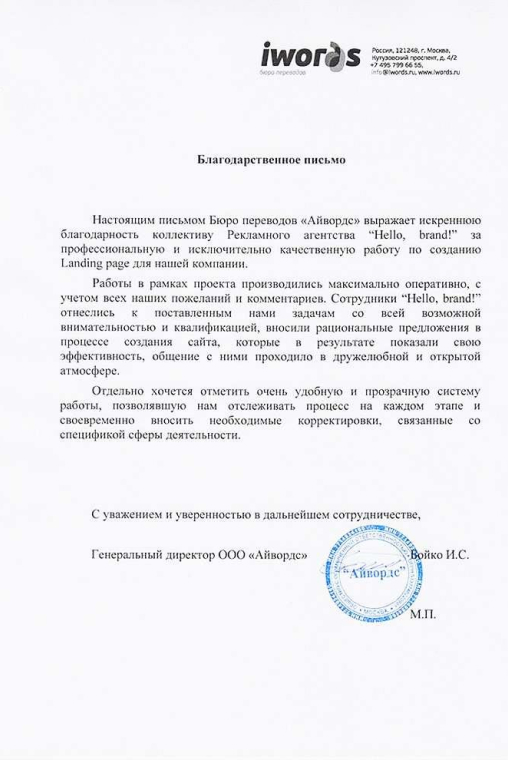 iwords
бюро переводов
Россия, 121248, г. Москва,
Кутузовский проспект, д. 4/2
+7 495 799 66 55,
info@iwords.ru, www.iwords.ru
Благодарственное письмо
Настоящим письмом Бюро переводов «Айвордс» выражает искреннюю
благодарность коллективу Рекламного агентства “Hello, brand!” за
профессиональную и исключительно качественную работу по созданию
Landing page для нашей компании.
Работы в рамках проекта производились максимально оперативно, с
учетом всех наших пожеланий и комментариев. Сотрудники “Hello, brand!”
отнеслись к поставленным нами задачам со всей возможной
внимательностью и квалификацией, вносили рациональные предложения в
процессе создания сайта, которые в результате показали свою
эффективность, общение с ними проходило в дружелюбной и открытой
атмосфере.
Отдельно хочется отметить очень удобную и прозрачную систему
работы, позволявшую нам отслеживать процесс на каждом этапе и
своевременно вносить необходимые корректировки, связанные со
спецификой сферы деятельности.
С уважением и уверенностью в дальнейшем сотрудничестве,
Генеральный директор ООО «Айвордс» Бойко И.С.
"Айвордс"
М.П.